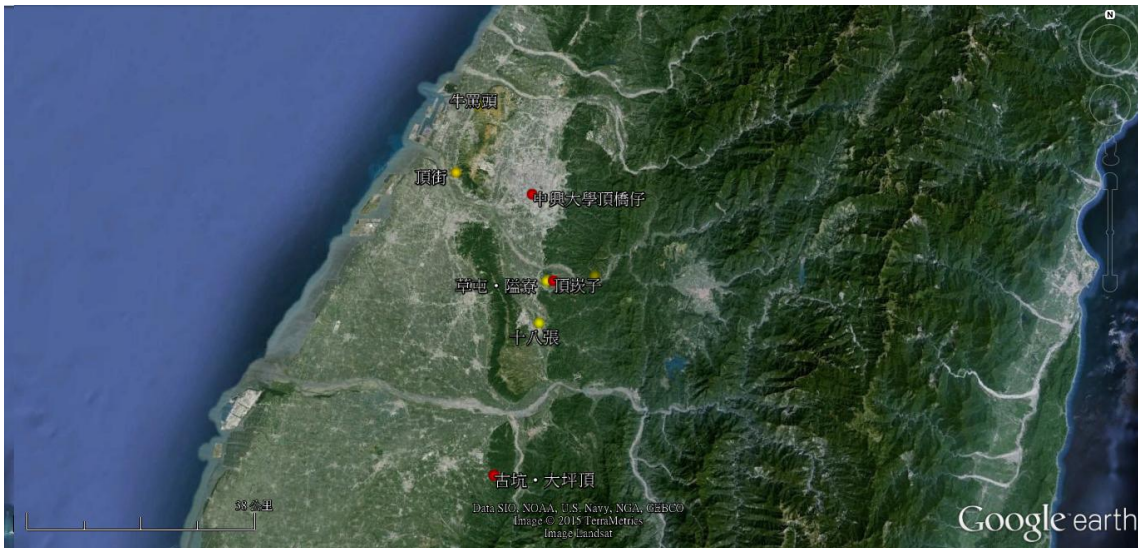 N
牛罵頭
頂街
中興大學頂橋仔
草屯・隘寮
頂崁子
十八張
古坑・大坪頂
38 公里
Data SIO, NOAA, U.S. Navy, NGA, GEBCO
Image © 2015 TerraMetrics
Image Landsat
Google earth